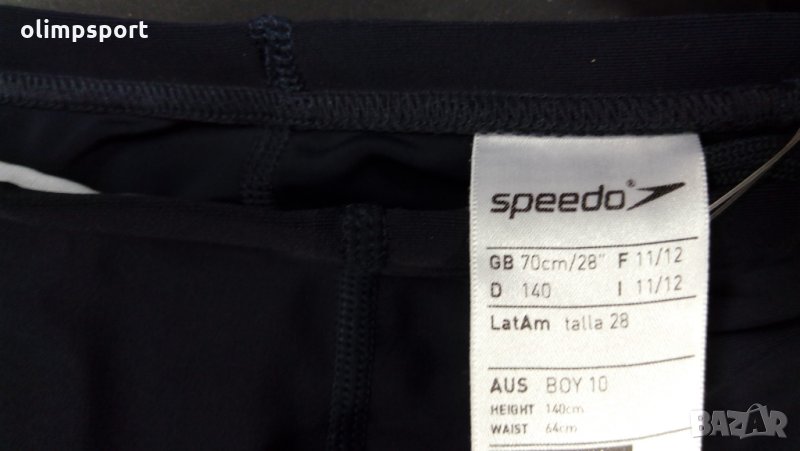 olimpsport
speedo®
GB 70cm/28" F 11/12
D 140 I 11/12
LatAm talla 28
AUS BOY 10
HEIGHT 140cm
WAIST 64cm
BAZAR